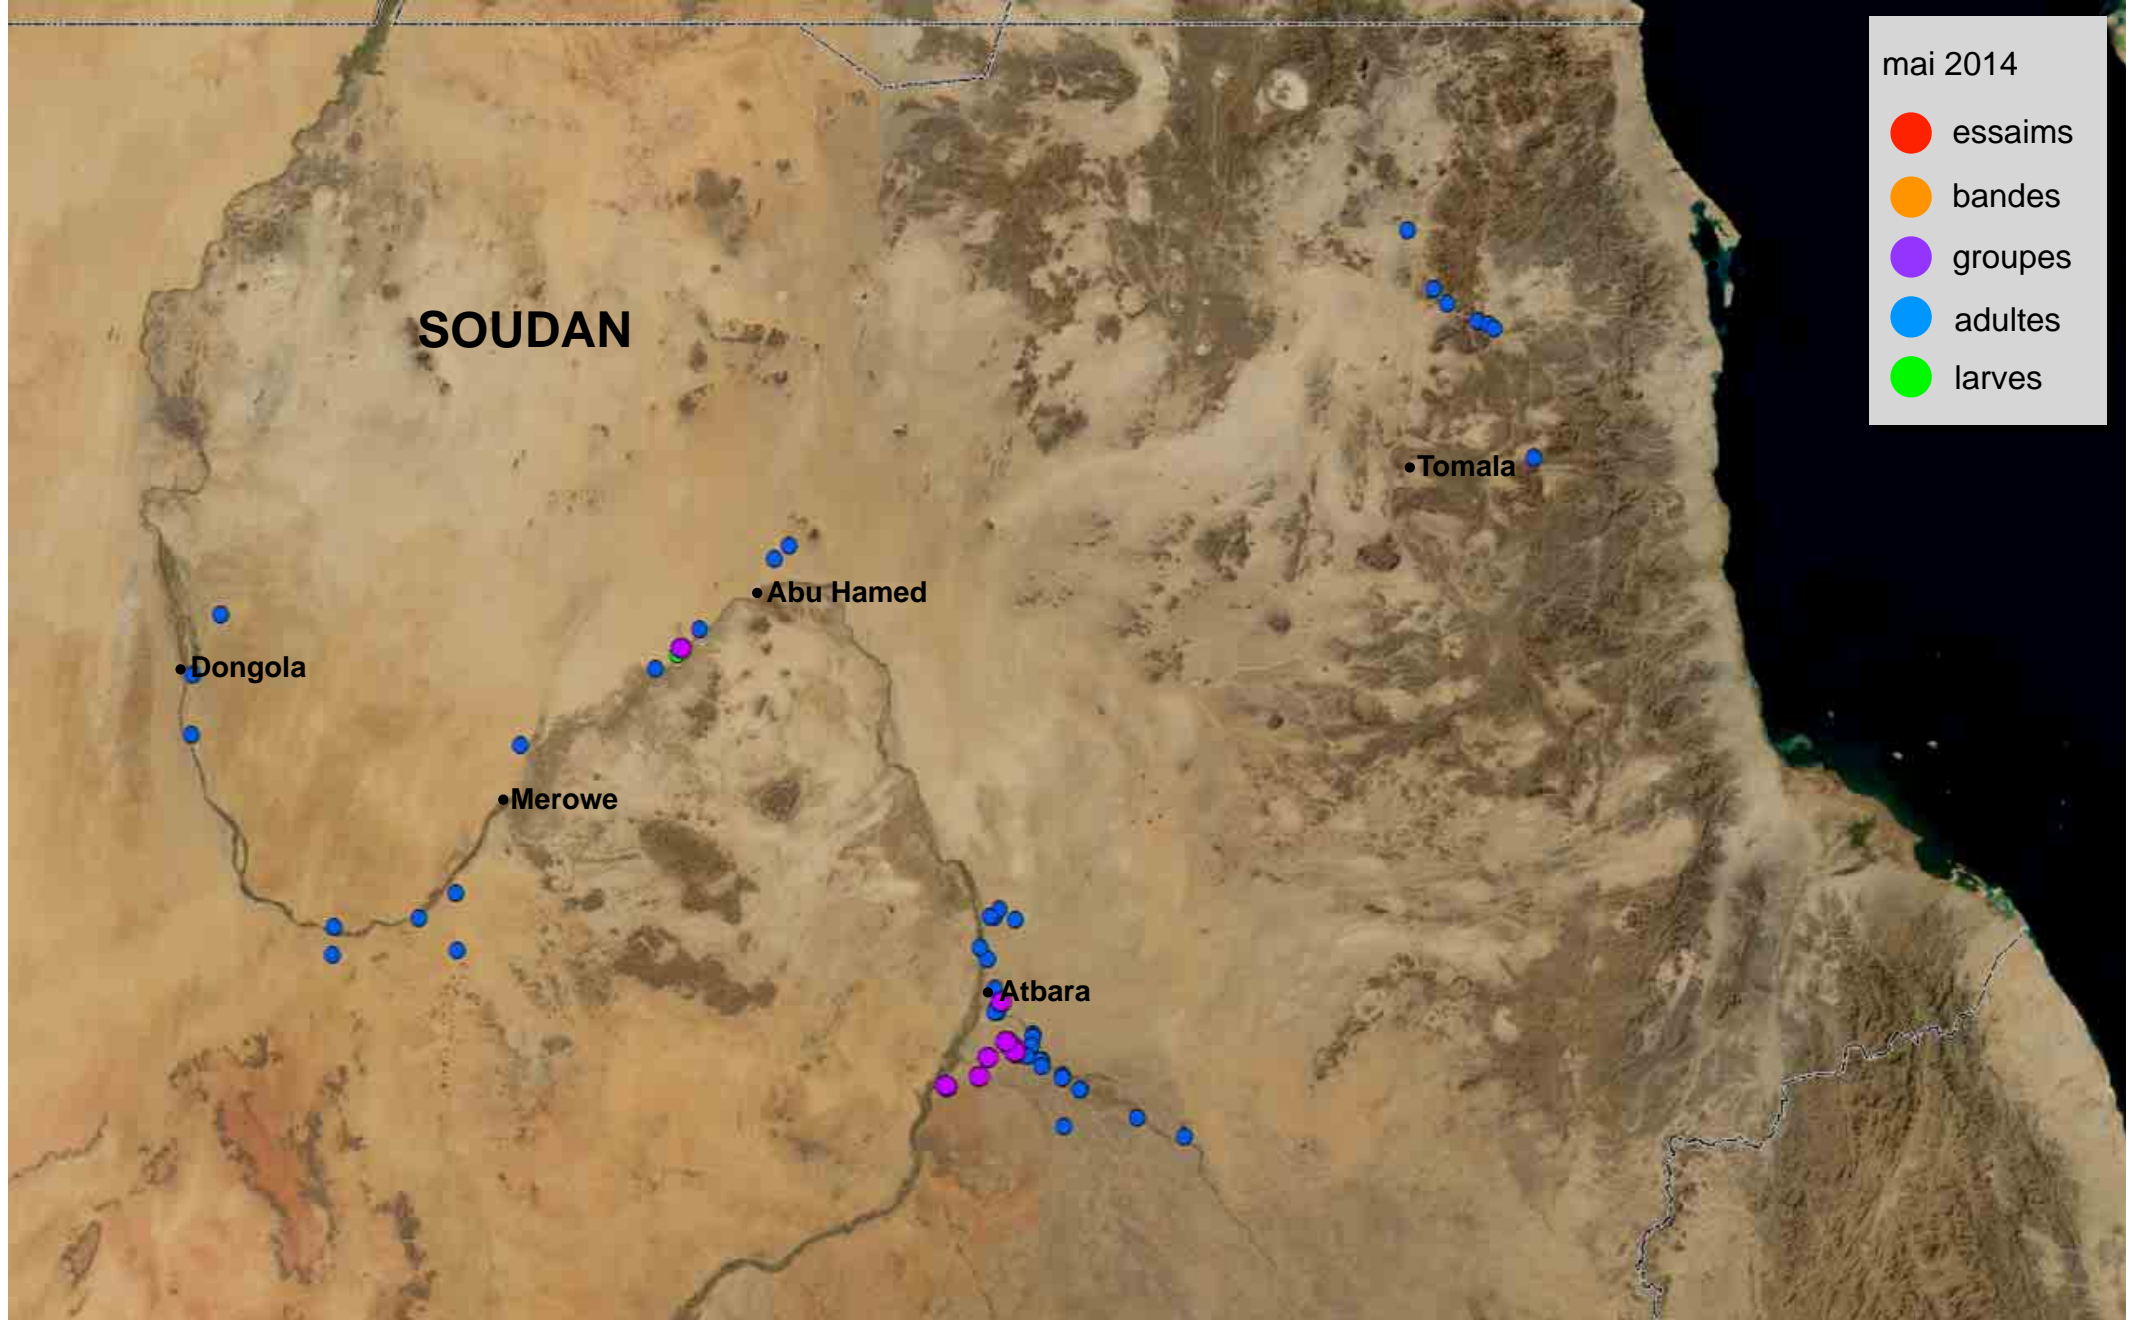 mai 2014
essaims
bandes
groupes
adultes
larves
SOUDAN
Tomala
Abu Hamed
Dongola
Merowe
Atbara